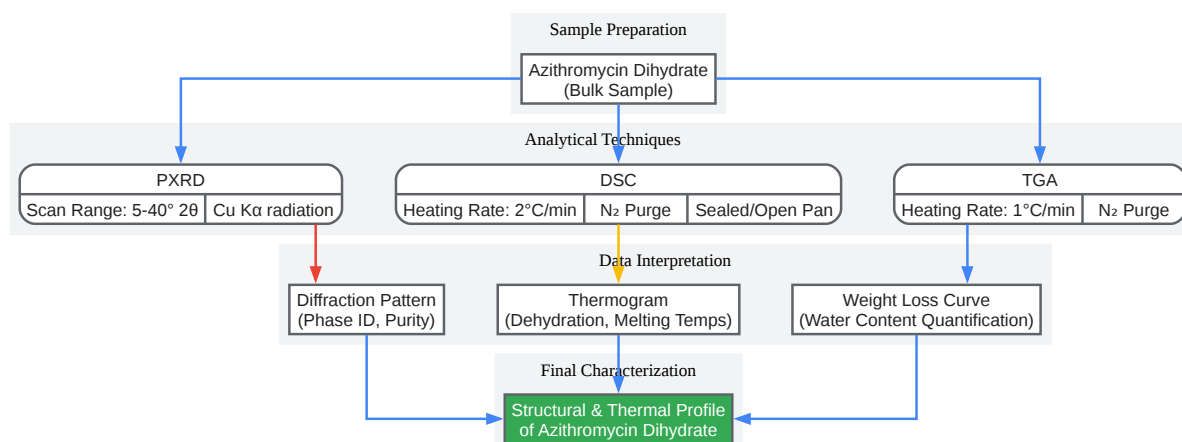 Sample Preparation
Azithromycin Dihydrate
(Bulk Sample)
Analytical Techniques
PXRD
Scan Range: 5-40° 2θ
Cu Kα radiation
DSC
Heating Rate: 2°C/min
N₂ Purge
Sealed/Open Pan
TGA
Heating Rate: 1°C/min
N₂ Purge
Data Interpretation
Diffraction Pattern
(Phase ID, Purity)
Thermogram
(Dehydration, Melting Temps)
Weight Loss Curve
(Water Content Quantification)
Final Characterization
Structural & Thermal Profile
of Azithromycin Dihydrate